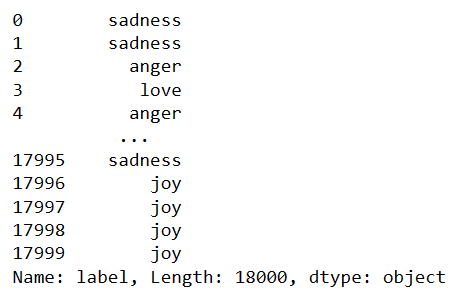 0        sadness
1        sadness
2          anger
3           love
4          anger
          ...
17995    sadness
17996        joy
17997        joy
17998        joy
17999        joy
Name: label, Length: 18000, dtype: object